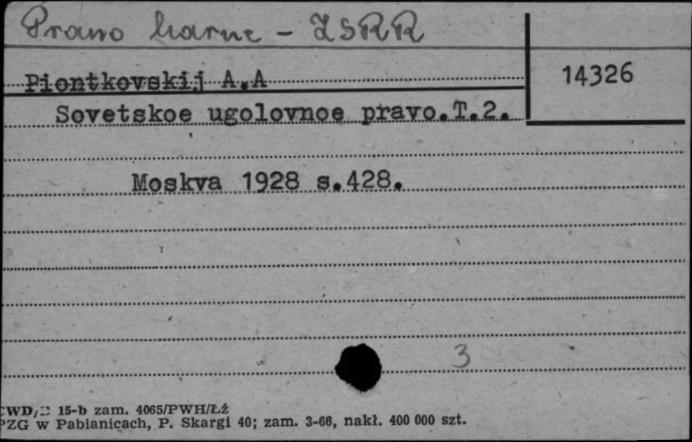 Prawo karne - ZSRR
Piontkovskij A.A
14326
Sovetskoe ugolovnoe pravo.T.2.
Moskva 1928 s.428.
3
15-b zam. 4065/PWH/Łź
PZG w Pabianicach, P. Skargi 40; zam. 3-66, nakł. 400 000 szt.